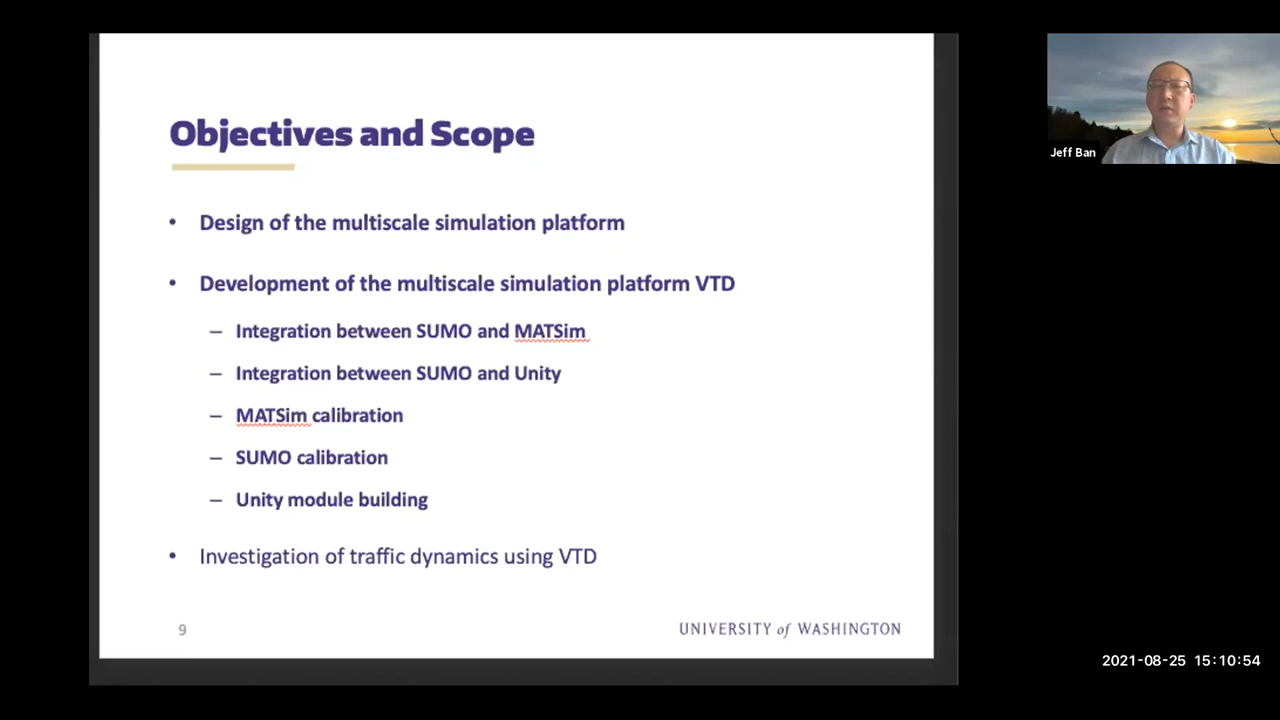 Objectives and Scope
• Design of the multiscale simulation platform
• Development of the multiscale simulation platform VTD
– Integration between SUMO and MATSim
– Integration between SUMO and Unity
– MATSim calibration
– SUMO calibration
– Unity module building
• Investigation of traffic dynamics using VTD
9
UNIVERSITY of WASHINGTON
Jeff Ban
2021-08-25 15:10:54